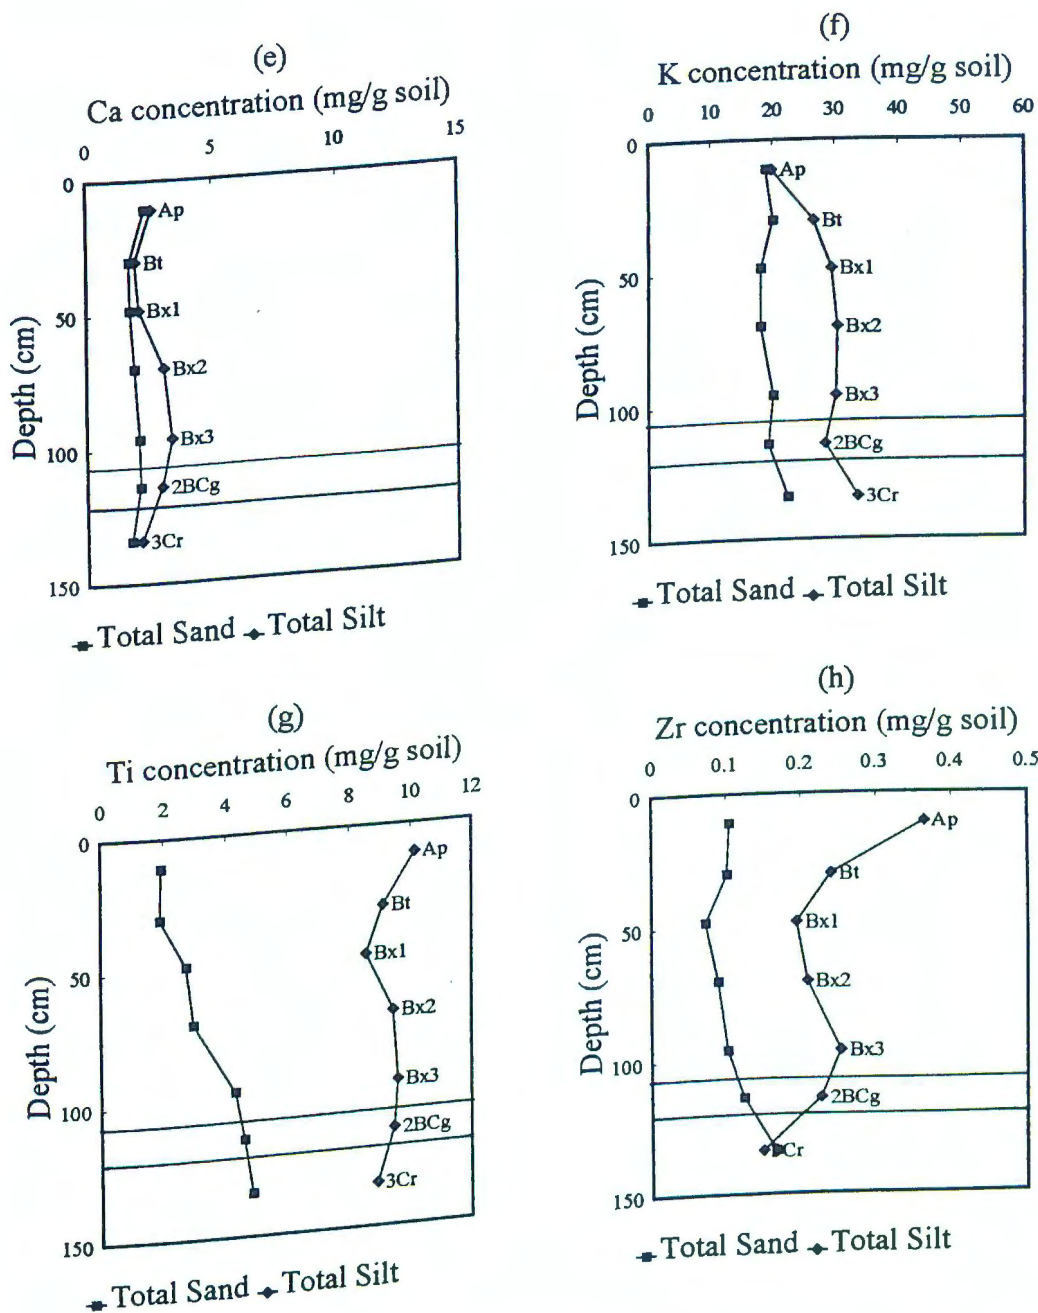 (e)
Ca concentration (mg/g soil)
0 5 10 15
0
50
100
150
Depth (cm)
Ap
Bt
Bx1
Bx2
Bx3
2BCg
3Cr
Total Sand Total Silt
(f)
K concentration (mg/g soil)
0 10 20 30 40 50 60
0
50
100
150
Depth (cm)
Ap
Bt
Bx1
Bx2
Bx3
2BCg
3Cr
Total Sand Total Silt
(g)
Ti concentration (mg/g soil)
0 2 4 6 8 10 12
0
50
100
150
Depth (cm)
Ap
Bt
Bx1
Bx2
Bx3
2BCg
3Cr
Total Sand Total Silt
(h)
Zr concentration (mg/g soil)
0 0.1 0.2 0.3 0.4 0.5
0
50
100
150
Depth (cm)
Ap
Bt
Bx1
Bx2
Bx3
2BCg
Cr
Total Sand Total Silt